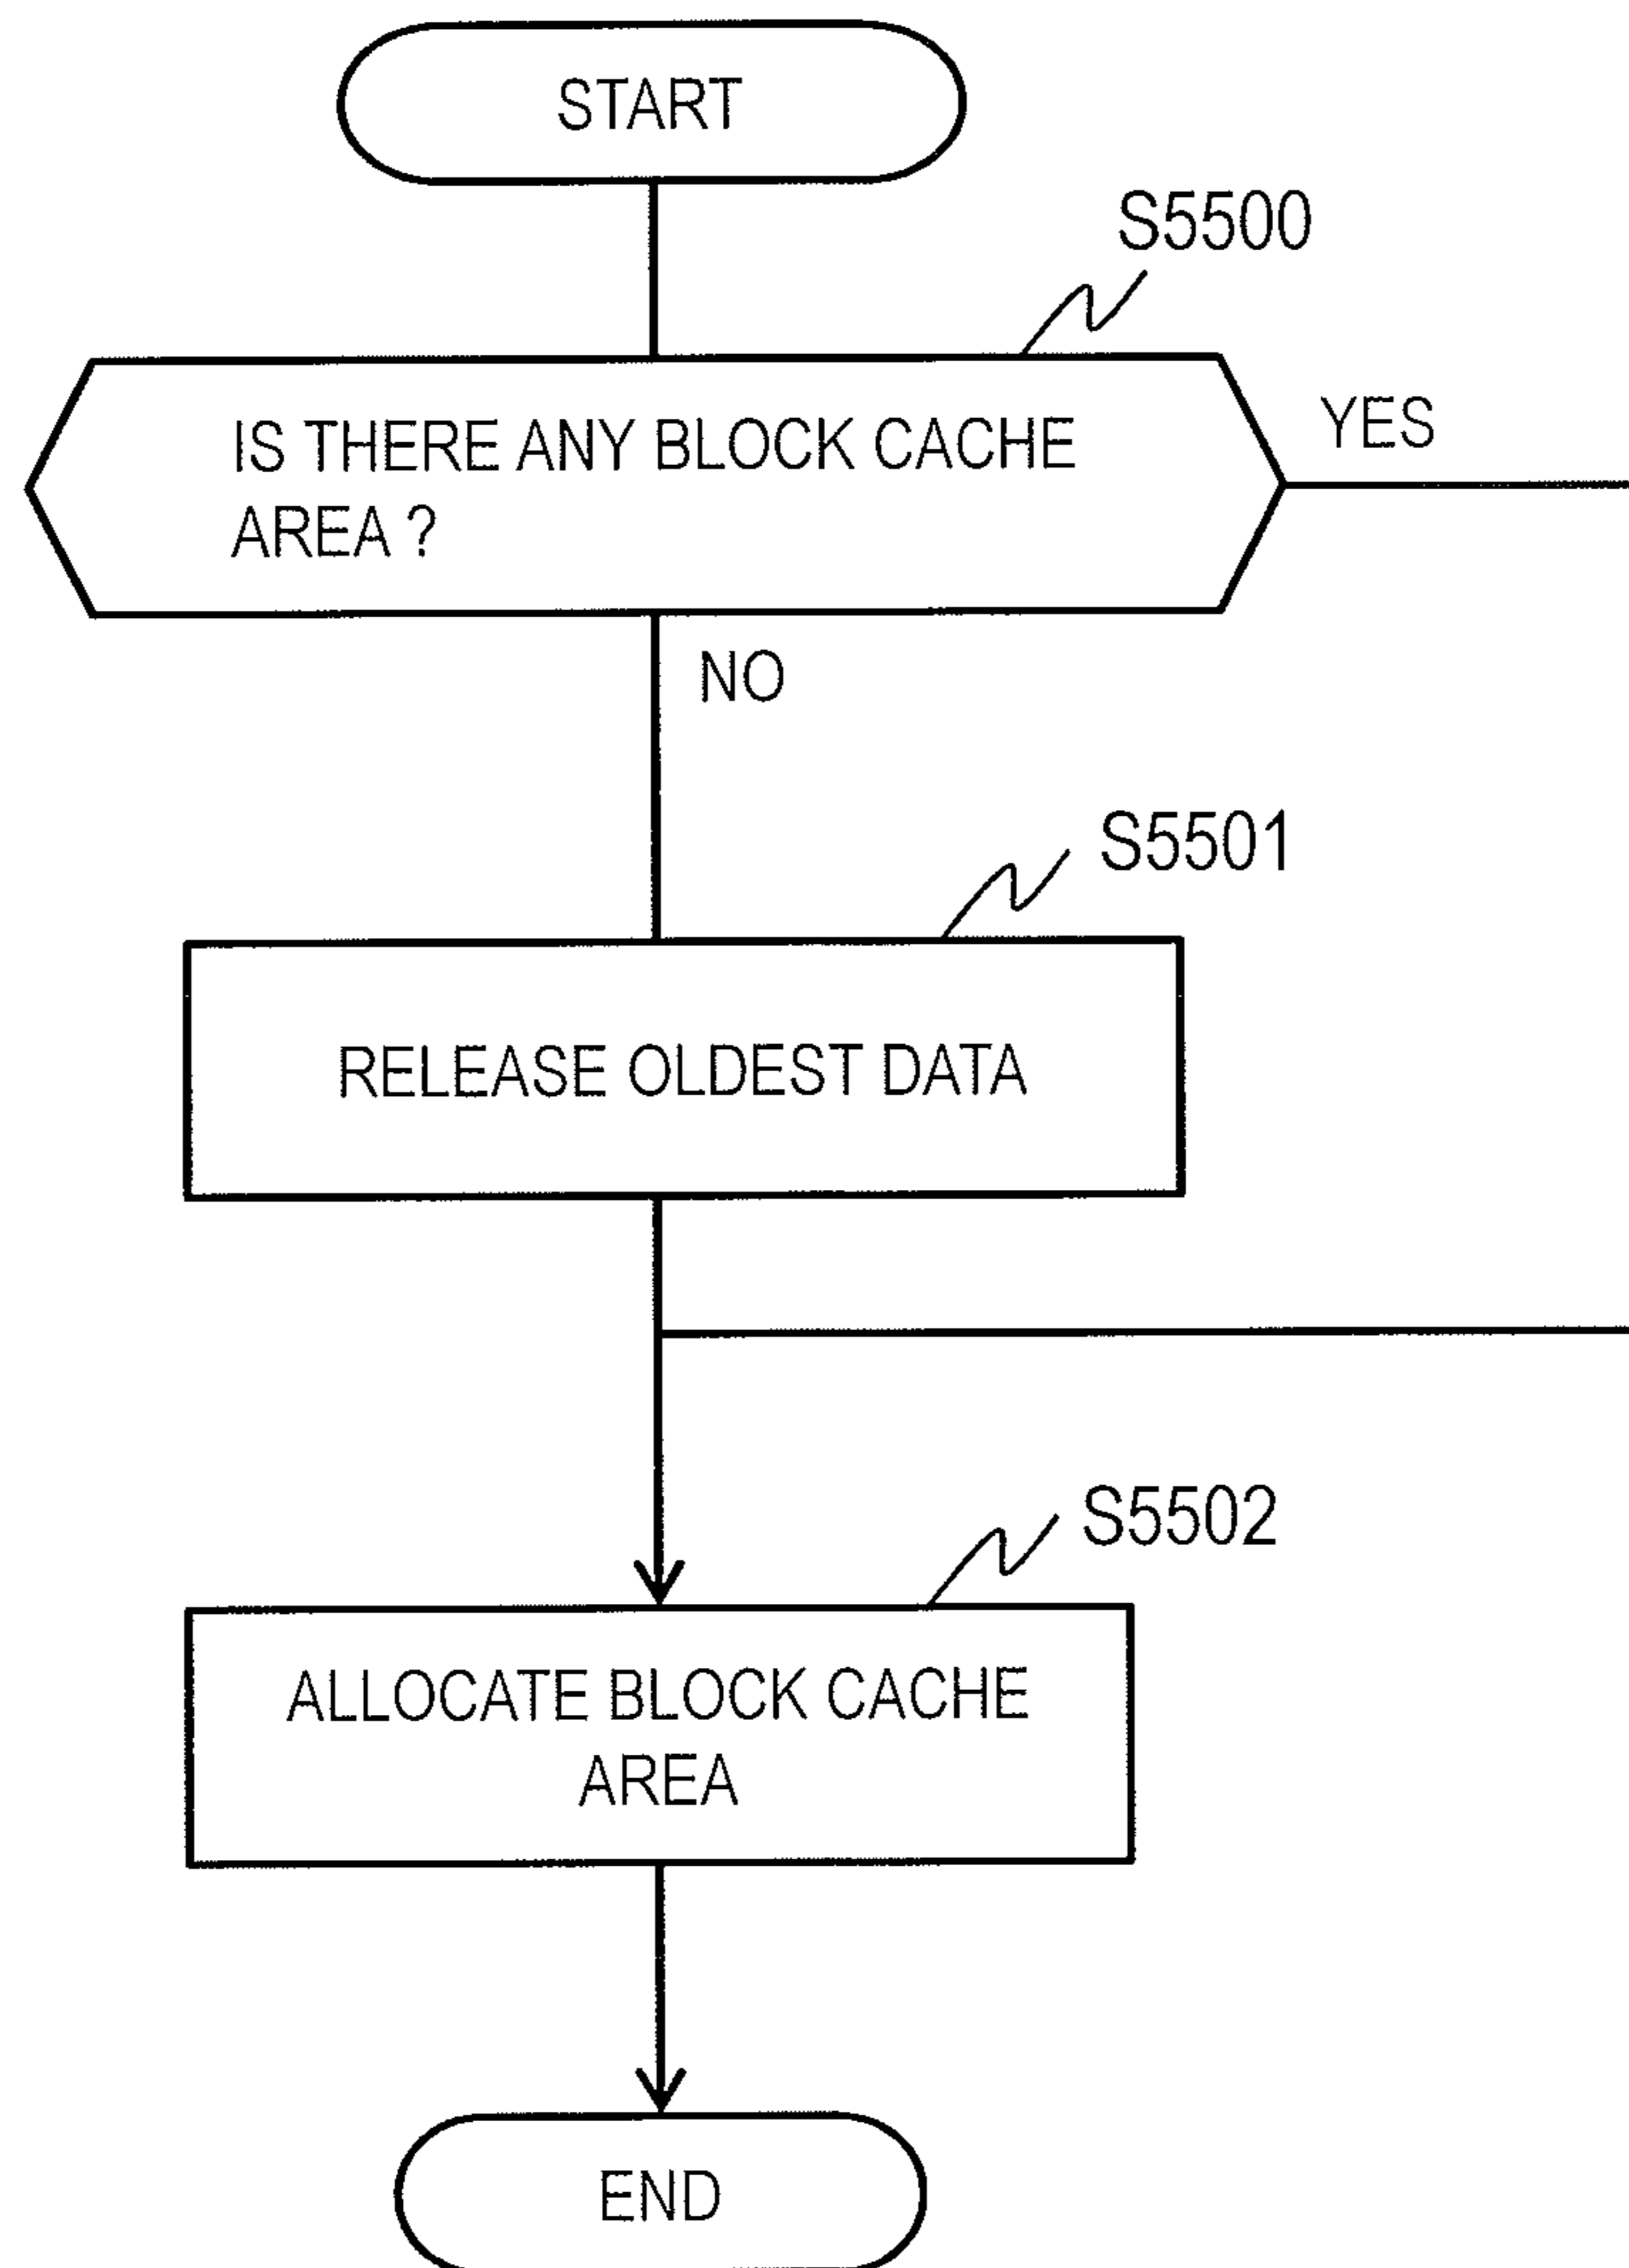 START
S5500
IS THERE ANY BLOCK CACHE
AREA ?
YES
NO
S5501
RELEASE OLDEST DATA
S5502
ALLOCATE BLOCK CACHE
AREA
END